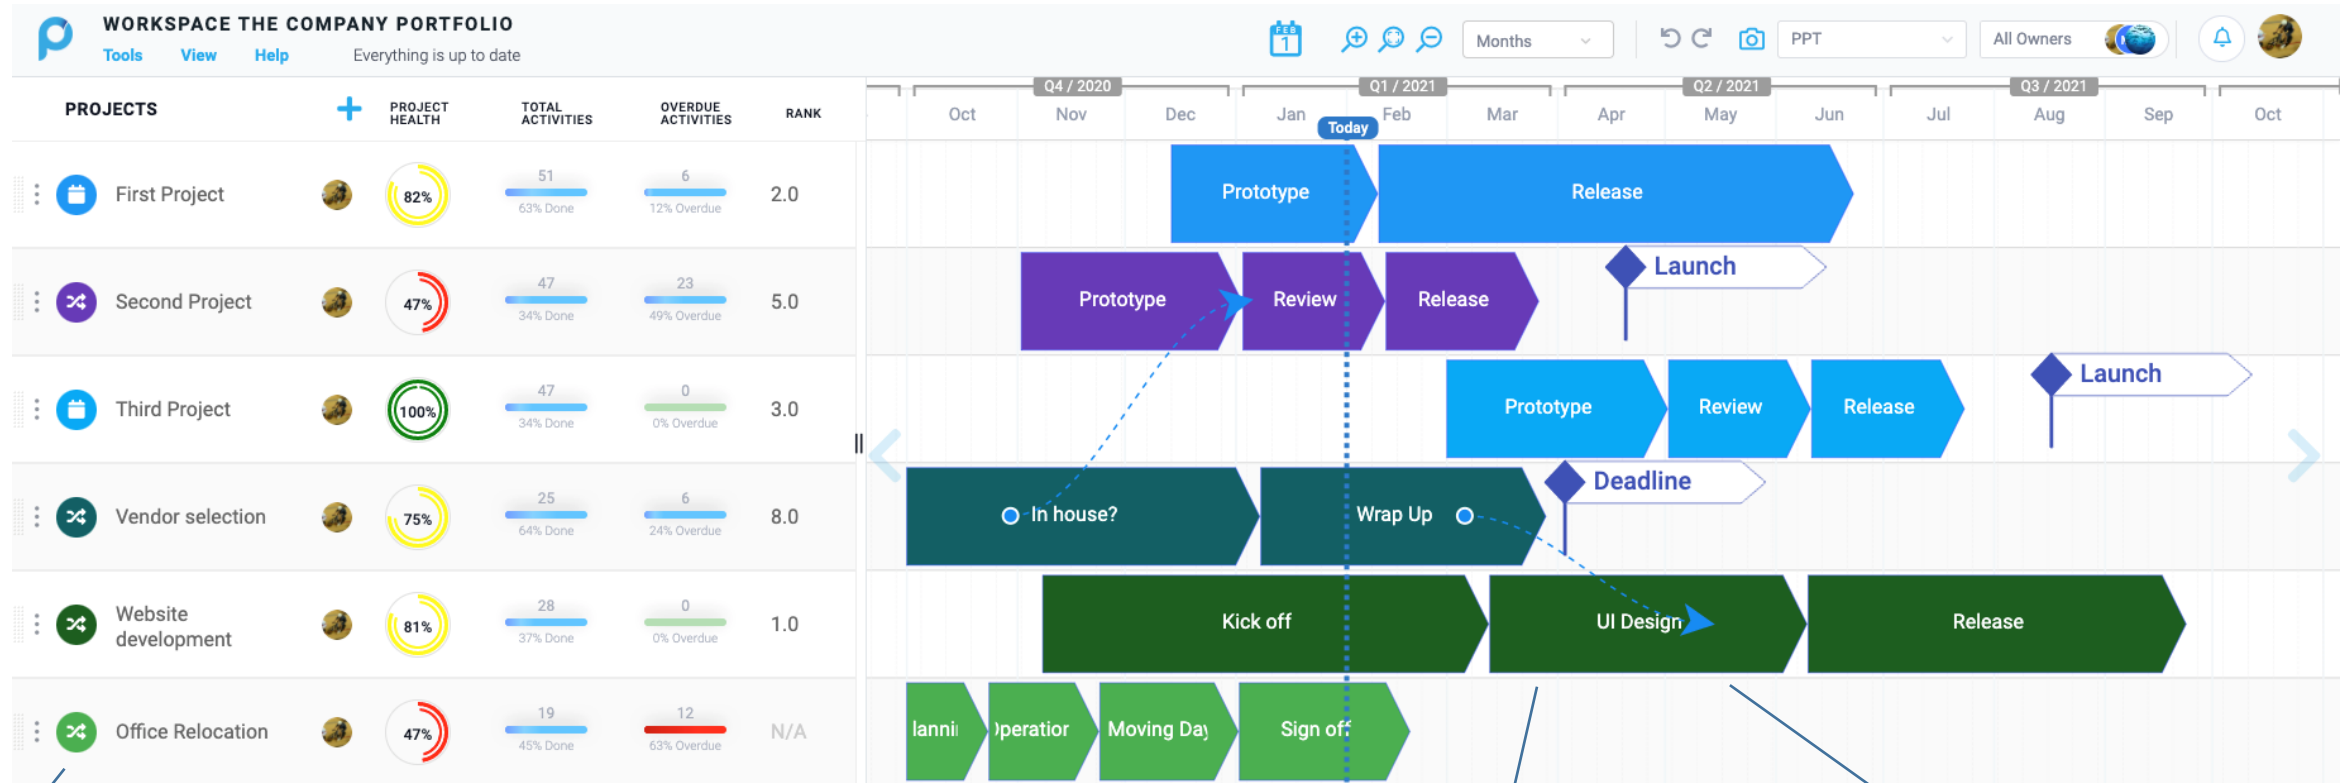 WORKSPACE THE COMPANY PORTFOLIO
Tools View Help Everything is up to date
FEB
1
Months
PPT
All Owners
PROJECTS
PROJECT HEALTH
TOTAL ACTIVITIES
OVERDUE ACTIVITIES
RANK
Q4 / 2020 Q1 / 2021 Q2 / 2021 Q3 / 2021
Oct Nov Dec Jan Feb Mar Apr May Jun Jul Aug Sep Oct
Today
First Project 82% 51 63% Done 6 12% Overdue 2.0
Prototype Release
Second Project 47% 47 34% Done 23 49% Overdue 5.0
Prototype Review Release Launch
Third Project 100% 47 34% Done 0 0% Overdue 3.0
Prototype Review Release Launch
Vendor selection 75% 25 64% Done 6 24% Overdue 8.0
In house? Wrap Up Deadline
Website
development 81% 28 37% Done 0 0% Overdue 1.0
Kick off UI Design Release
Office Relocation 47% 19 45% Done 12 63% Overdue N/A
Moving Day Sign off